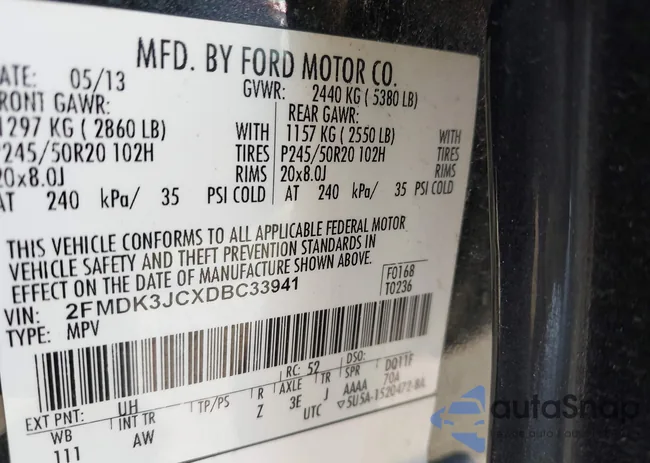 MFD. BY FORD MOTOR CO.
ATE: 05/13
GVWR: 2440 KG ( 5380 LB)
RONT GAWR:
REAR GAWR:
1297 KG ( 2860 LB) WITH 1157 KG ( 2550 LB) WITH
P245/50R20 102H TIRES P245/50R20 102H TIRES
20x8.0J RIMS 20x8.0J RIMS
AT 240 kPa/ 35 PSI COLD AT 240 kPa/ 35 PSI COLD
THIS VEHICLE CONFORMS TO ALL APPLICABLE FEDERAL MOTOR
VEHICLE SAFETY AND THEFT PREVENTION STANDARDS IN
EFFECT ON THE DATE OF MANUFACTURE SHOWN ABOVE.
VIN: 2FMDK3JCXDBC33941
F0168
T0236
TYPE: MPV
RC: 52 DSO:
EXT PNT: UH
D011F
WB INT TR TP/PS R AXLE TR SPR
111 AW Z 3E J AAAA 70A
UTC
autoSnap